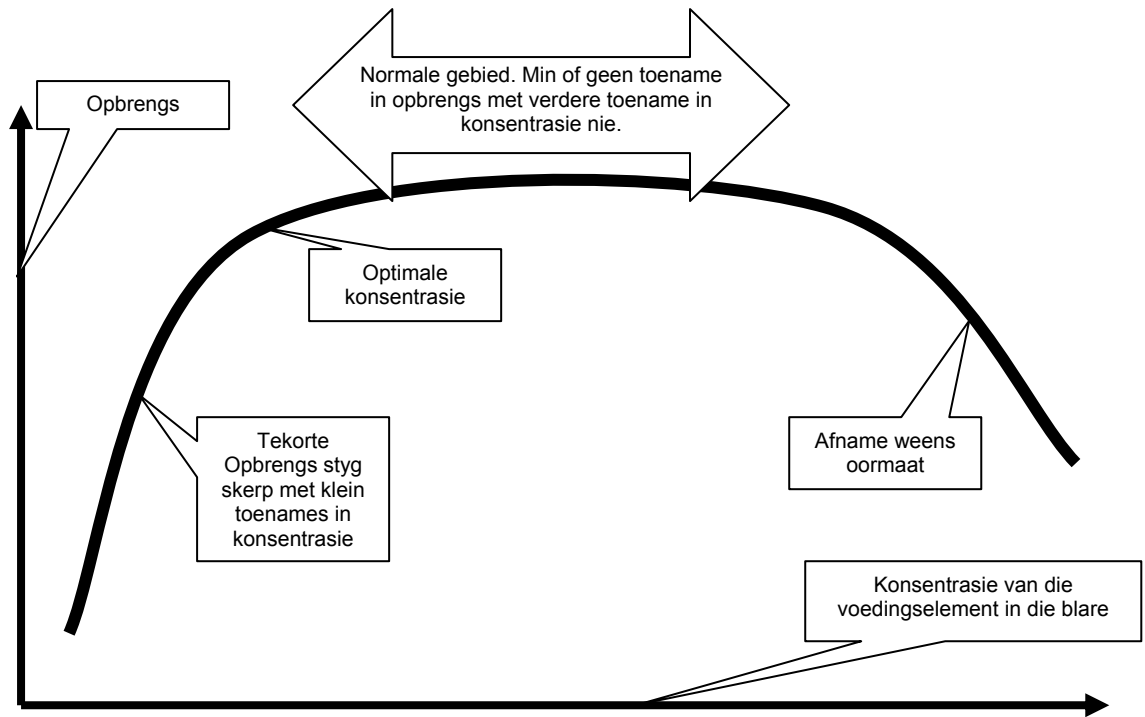 Normale gebied. Min of geen toename
in opbrengs met verdere toename in
konsentrasie nie.
Opbrengs
Optimale
konsentrasie
Tekorte
Opbrengs styg
skerp met klein
toenames in
konsentrasie
Afname weens
oormaat
Konsentrasie van die
voedingselement in die blare